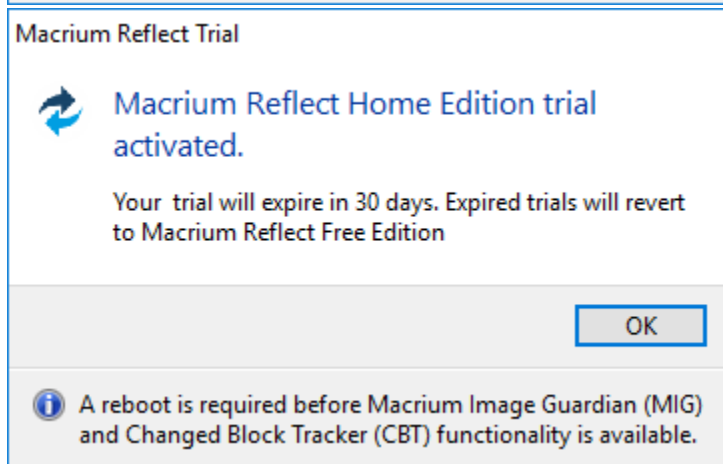 Macrium Reflect Trial
Macrium Reflect Home Edition trial
activated.
Your  trial will expire in 30 days. Expired trials will revert
to Macrium Reflect Free Edition
OK
A reboot is required before Macrium Image Guardian (MIG)
and Changed Block Tracker (CBT) functionality is available.